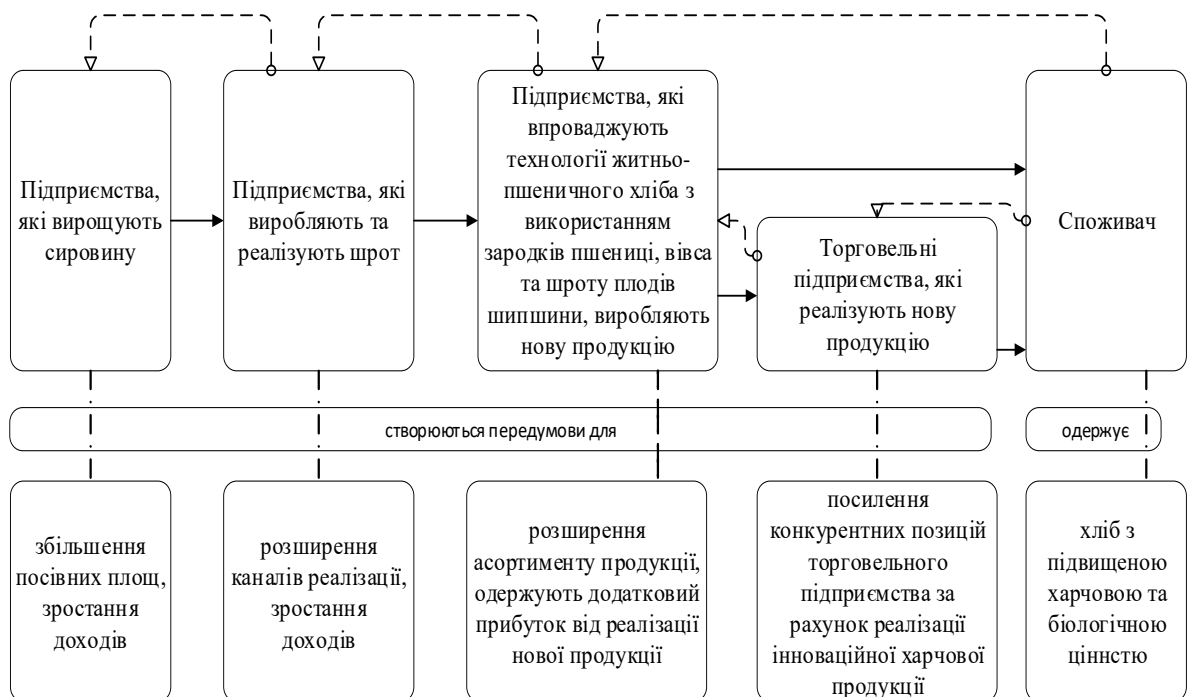 Підприємства,
які вирощують
сировину
Підприємства, які
виробляють та
реалізують шрот
Підприємства, які
впроваджують
технології житньо-
пшеничного хліба з
використанням
зародків пшениці, вівса
та шроту плодів
шипшини, виробляють
нову продукцію
Торговельні
підприємства, які
реалізують нову
продукцію
Споживач
створюються передумови для
одержує
збільшення
посівних площ,
зростання
доходів
розширення
каналів реалізації,
зростання
доходів
розширення
асортименту продукції,
одержують додатковий
прибуток від реалізації
нової продукції
посилення
конкурентних позицій
торговельного
підприємства за
рахунок реалізації
інноваційної харчової
продукції
хліб з
підвищеною
харчовою та
біологічною
ціннстю